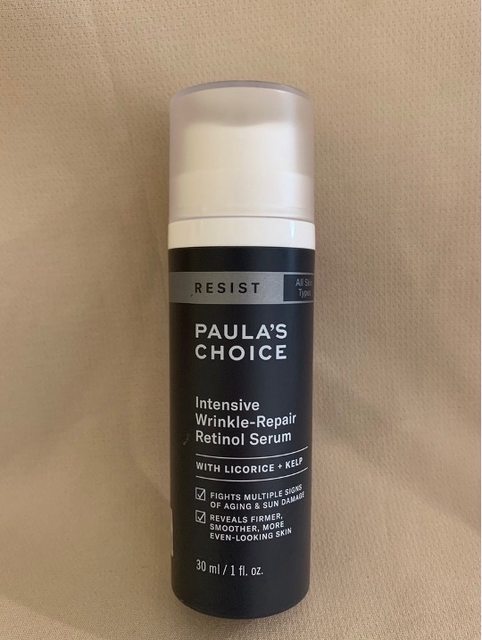 RESIST
All Skin
Types
PAULA'S
CHOICE
Intensive
Wrinkle-Repair
Retinol Serum
WITH LICORICE + KELP
FIGHTS MULTIPLE SIGNS
OF AGING & SUN DAMAGE
REVEALS FIRMER,
SMOOTHER, MORE
EVEN-LOOKING SKIN
30 ml / 1 fl. oz.